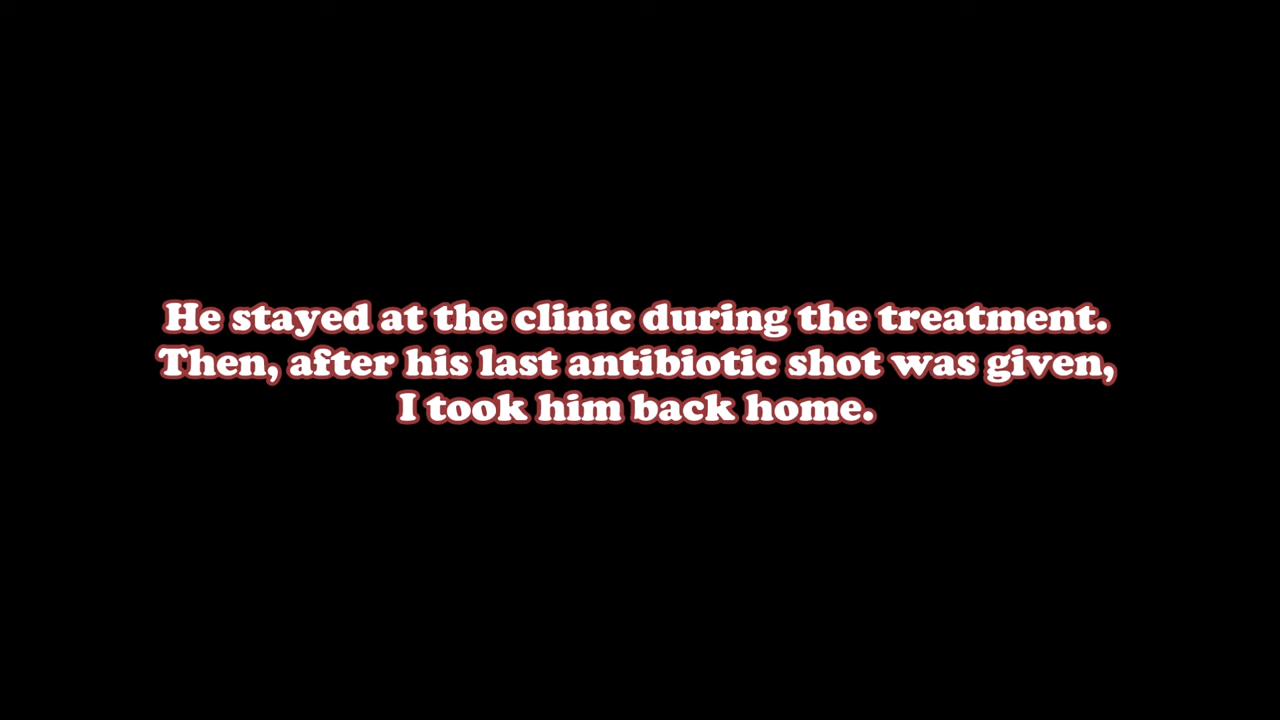 He stayed at the clinic during the treatment.
Then, after his last antibiotic shot was given,
I took him back home.